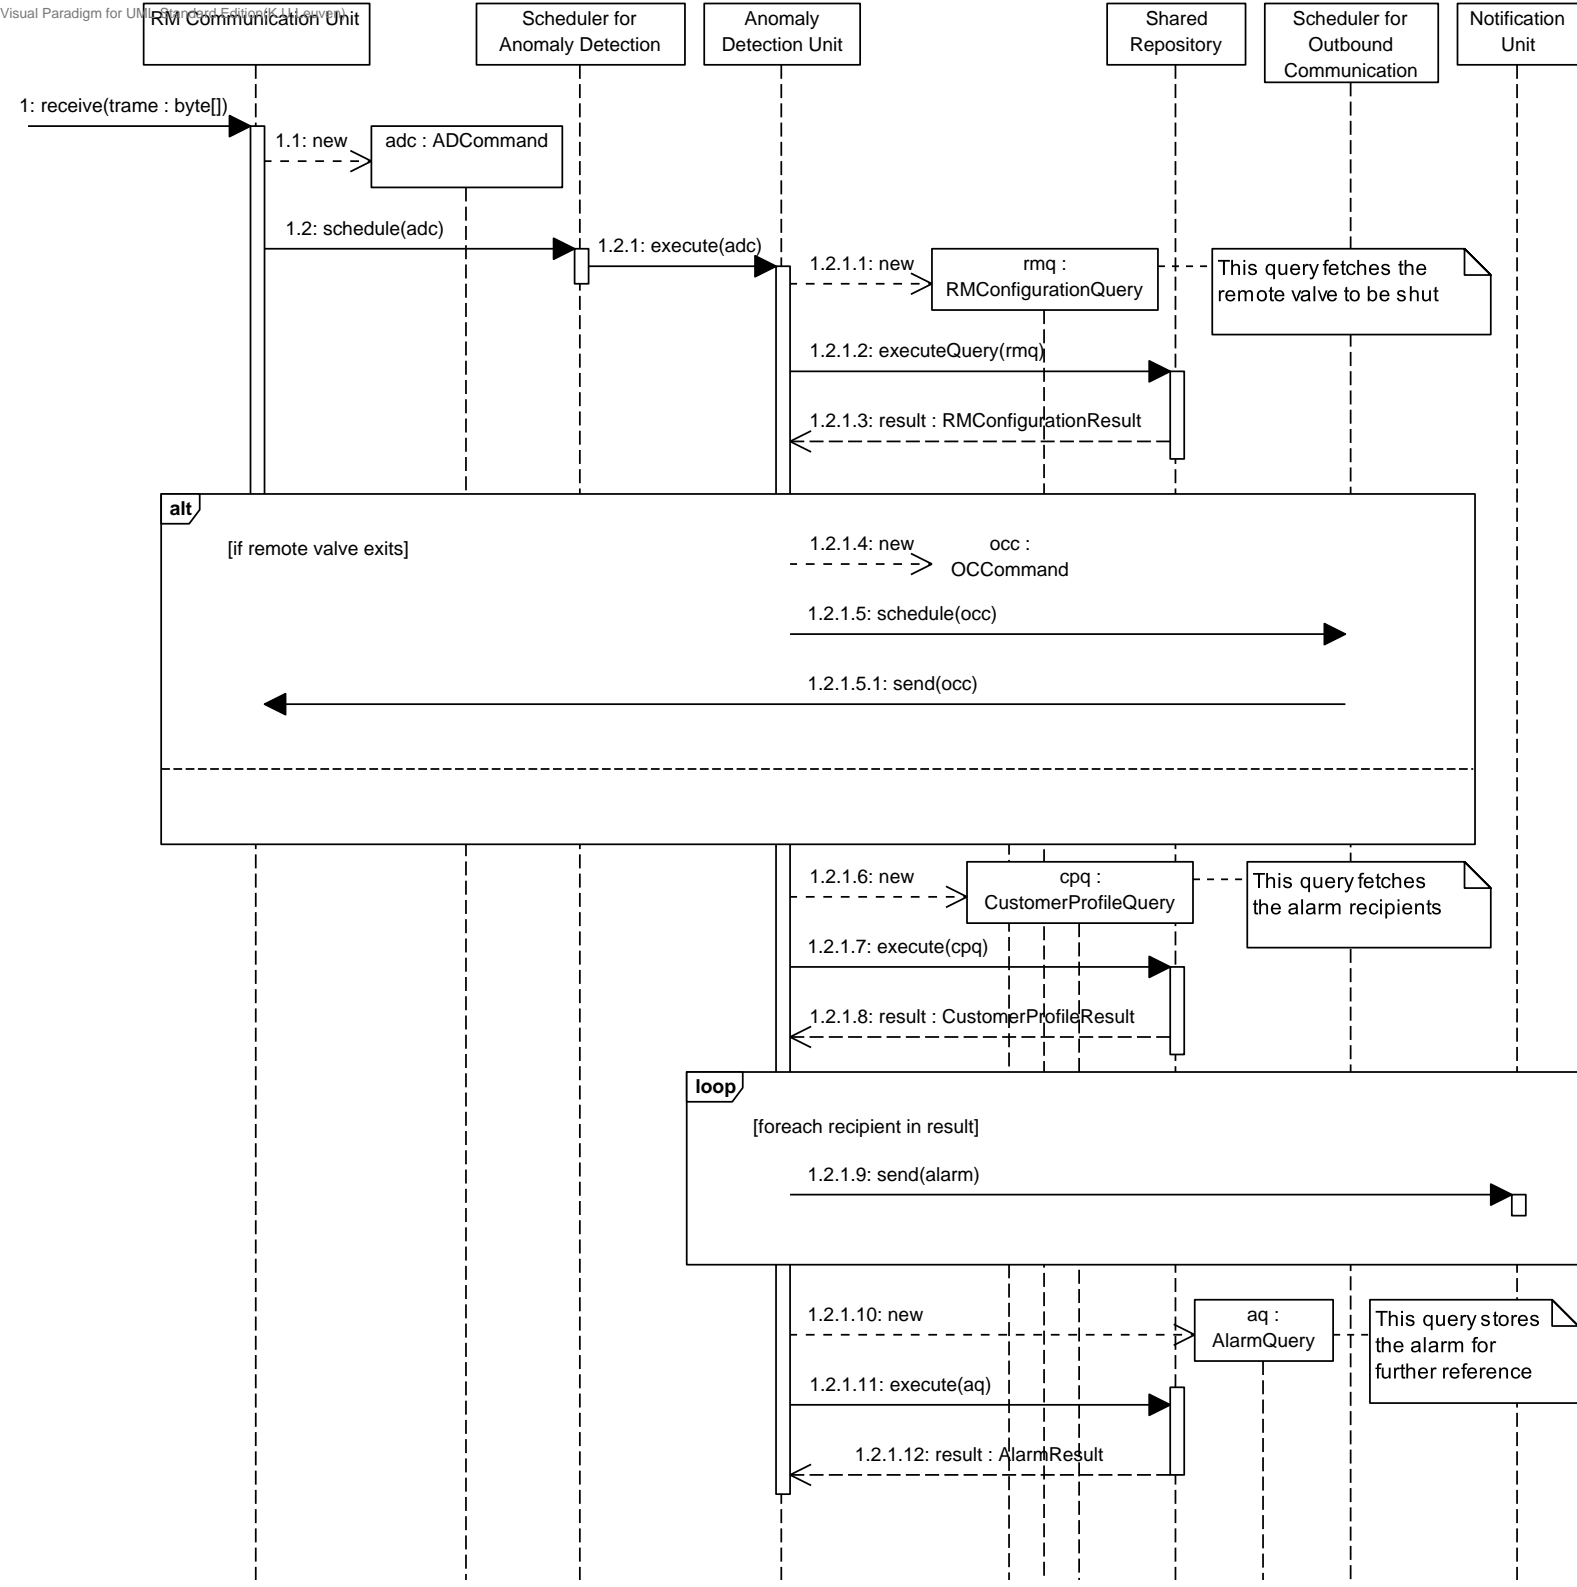 Visual Paradigm for UML Standard Edition(K.U.Leuven)
RM Communication Unit
Scheduler for
Anomaly Detection
Anomaly
Detection Unit
Shared
Repository
Scheduler for
Outbound
Communication
Notification
Unit
1: receive(trame : byte[])
1.1: new
adc : ADCommand
1.2: schedule(adc)
1.2.1: execute(adc)
1.2.1.1: new
rmq :
RMConfigurationQuery
This query fetches the
remote valve to be shut
1.2.1.2: executeQuery(rmq)
1.2.1.3: result : RMConfigurationResult
alt
[if remote valve exits]
1.2.1.4: new
occ :
OCCommand
1.2.1.5: schedule(occ)
1.2.1.5.1: send(occ)
1.2.1.6: new
cpq :
CustomerProfileQuery
This query fetches
the alarm recipients
1.2.1.7: execute(cpq)
1.2.1.8: result : CustomerProfileResult
loop
[foreach recipient in result]
1.2.1.9: send(alarm)
1.2.1.10: new
aq :
AlarmQuery
This query stores
the alarm for
further reference
1.2.1.11: execute(aq)
1.2.1.12: result : AlarmResult